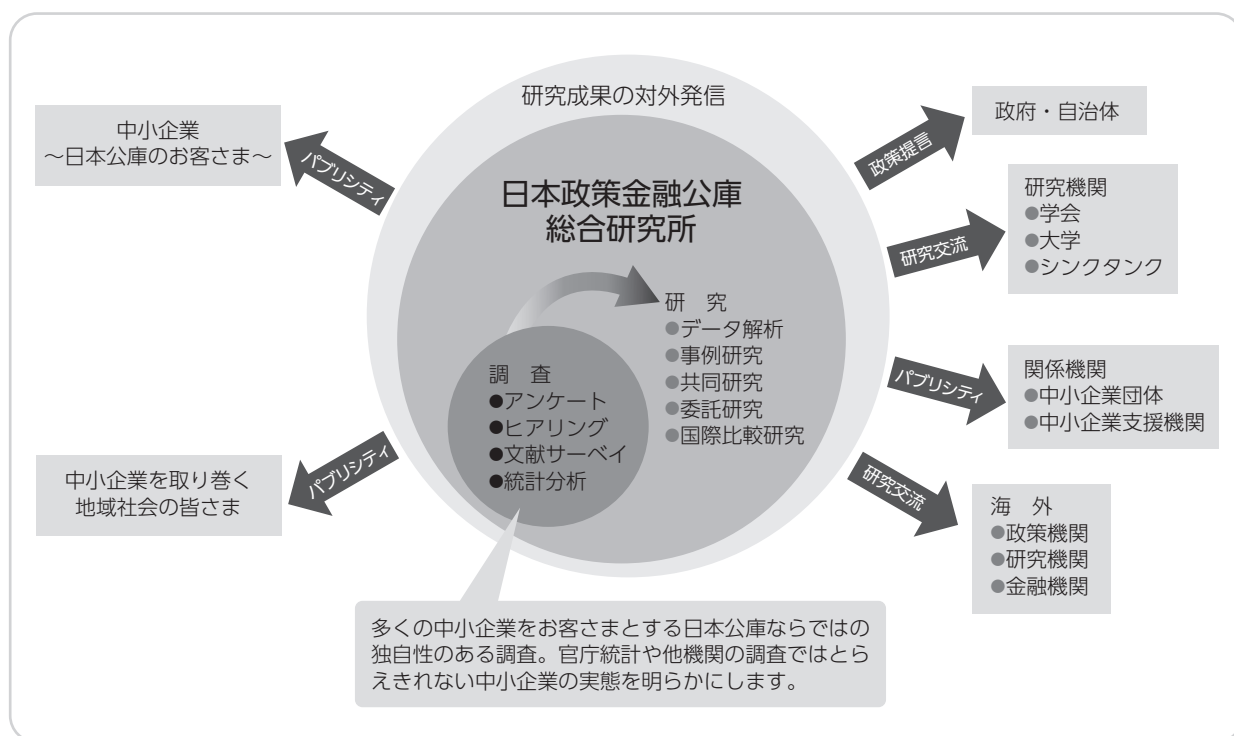 研究成果の対外発信
日本政策金融公庫
総合研究所
調　査
●アンケート
●ヒアリング
●文献サーベイ
●統計分析
研　究
●データ解析
●事例研究
●共同研究
●委託研究
●国際比較研究
多くの中小企業をお客さまとする日本公庫ならではの
独自性のある調査。官庁統計や他機関の調査ではとら
えきれない中小企業の実態を明らかにします。
パブリシティ
中小企業
～日本公庫のお客さま～
パブリシティ
中小企業を取り巻く
地域社会の皆さま
政策提言
政府・自治体
研究交流
研究機関
●学会
●大学
●シンクタンク
パブリシティ
関係機関
●中小企業団体
●中小企業支援機関
研究交流
海　外
●政策機関
●研究機関
●金融機関